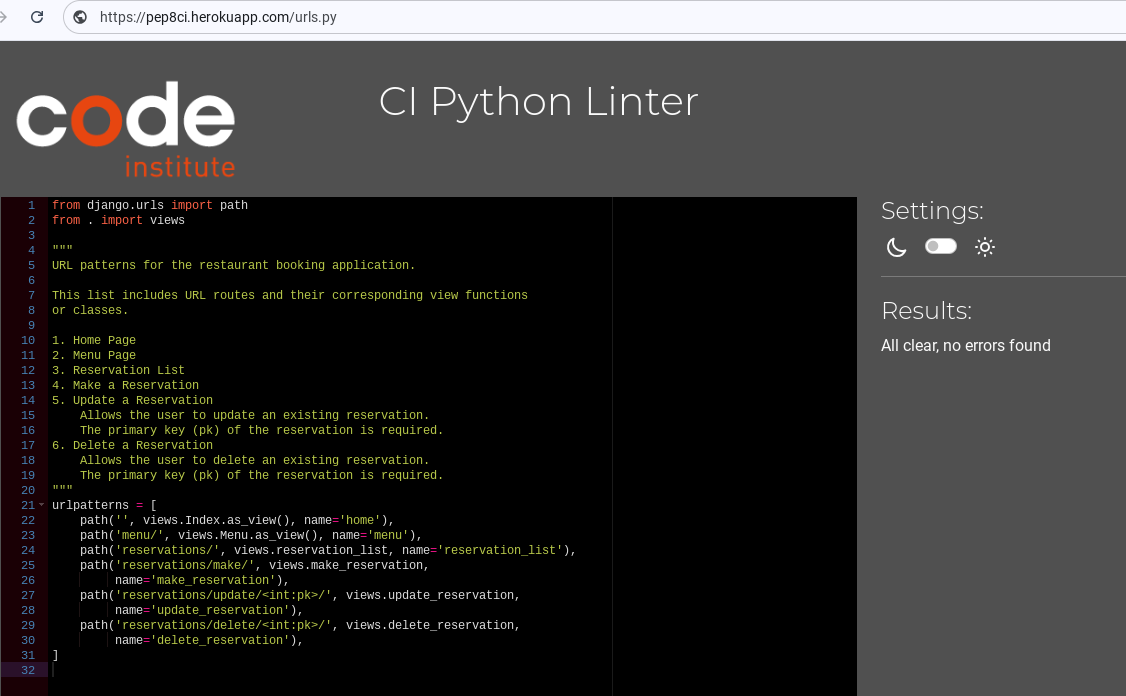 https://pep8ci.herokuapp.com/urls.py
code
institute
CI Python Linter
1 from django.urls import path
2 from . import views
3
4 """
5 URL patterns for the restaurant booking application.
6
7 This list includes URL routes and their corresponding view functions
8 or classes.
9
10 1. Home Page
11 2. Menu Page
12 3. Reservation List
13 4. Make a Reservation
14 5. Update a Reservation
15     Allows the user to update an existing reservation.
16     The primary key (pk) of the reservation is required.
17 6. Delete a Reservation
18     Allows the user to delete an existing reservation.
19     The primary key (pk) of the reservation is required.
20 """
21 urlpatterns = [
22     path('', views.Index.as_view(), name='home'),
23     path('menu/', views.Menu.as_view(), name='menu'),
24     path('reservations/', views.reservation_list, name='reservation_list'),
25     path('reservations/make/', views.make_reservation,
26          name='make_reservation'),
27     path('reservations/update/<int:pk>/', views.update_reservation,
28          name='update_reservation'),
29     path('reservations/delete/<int:pk>/', views.delete_reservation,
30          name='delete_reservation'),
31 ]
32
Settings:
Results:
All clear, no errors found